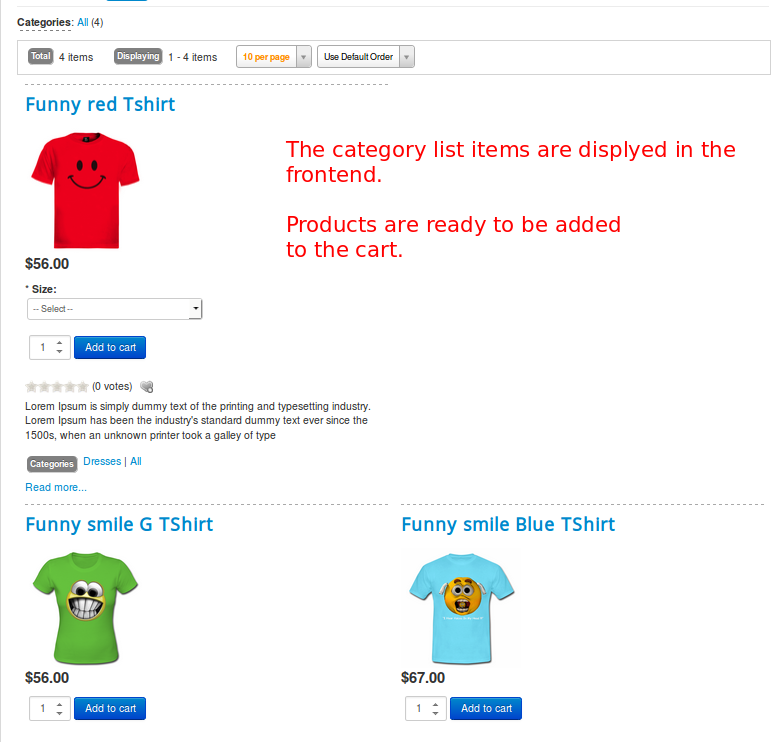 Categories: All (4)
Total 4 items Displaying 1 - 4 items 10 per page Use Default Order
Funny red Tshirt
The category list items are displyed in the
frontend.
Products are ready to be added
to the cart.
$56.00
* Size:
-- Select --
1 Add to cart
(0 votes)
Lorem Ipsum is simply dummy text of the printing and typesetting industry.
Lorem Ipsum has been the industry's standard dummy text ever since the
1500s, when an unknown printer took a galley of type
Categories Dresses | All
Read more...
Funny smile G TShirt
Funny smile Blue TShirt
$56.00
$67.00
1 Add to cart
1 Add to cart